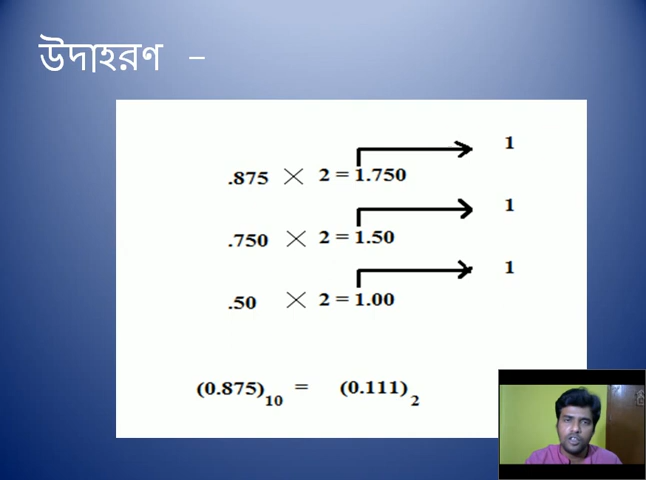 উদাহরণ –
.875 × 2 = 1.750 1
.750 × 2 = 1.50 1
.50 × 2 = 1.00 1
(0.875)10 = (0.111)2